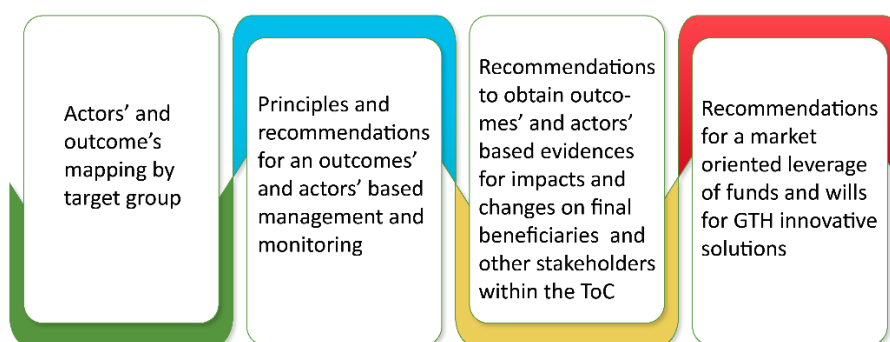 Actors' and
outcome's
mapping by
target group
Principles and
recommendations
for an outcomes'
and actors' based
management and
monitoring
Recommendations
to obtain outco-
mes' and actors'
based evidences
for impacts and
changes on final
beneficiaries and
other stakeholders
within the ToC
Recommendations
for a market
oriented leverage
of funds and wills
for GTH innovative
solutions